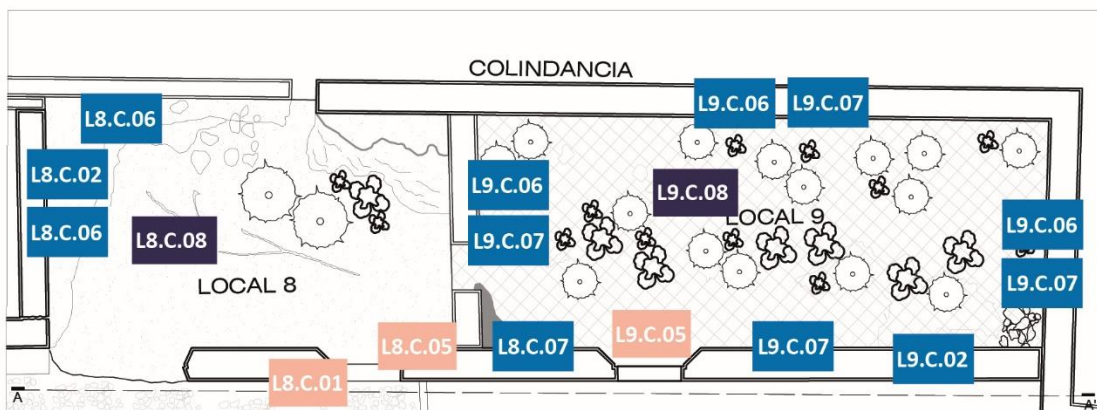 COLINDANCIA
L9.C.06
L9.C.07
L8.C.06
L8.C.02
L8.C.06
L8.C.08
LOCAL 8
L9.C.06
L9.C.07
L9.C.08
LOCAL 9
L9.C.06
L9.C.07
L8.C.01
L8.C.05
L8.C.07
L9.C.05
L9.C.07
L9.C.02
A
A'